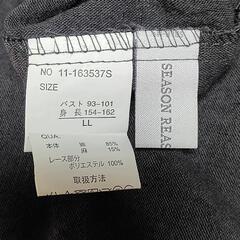 NO 11-163537S
SIZE
バスト 93-101
身 長 154-162
LL
QUA.
本体 綿 85%
麻 15%
レース部分
ポリエステル 100%
取扱方法
SEASON REAS